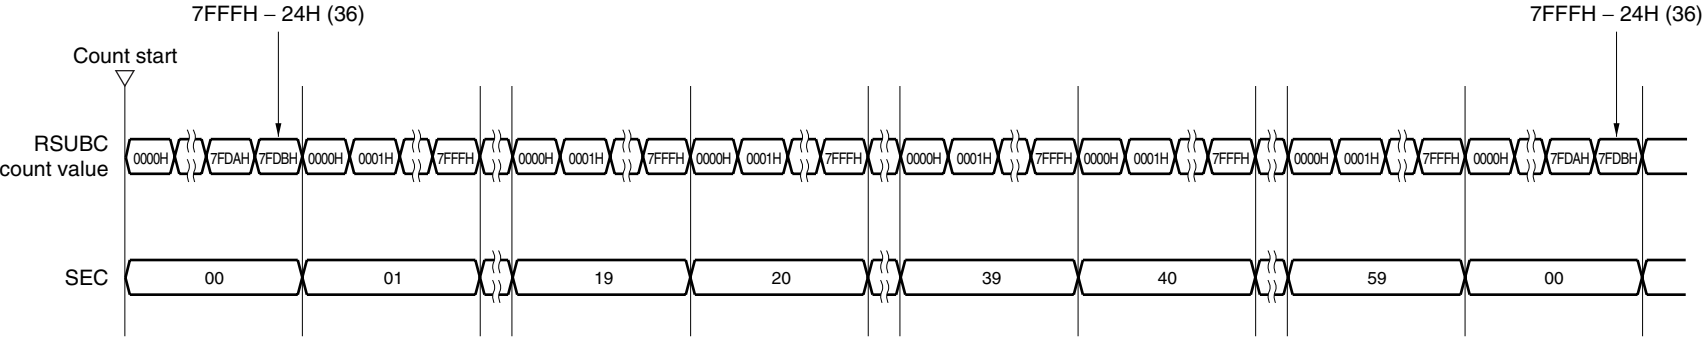 7FFFH – 24H (36) 7FFFH – 24H (36)
Count start
RSUBC
count value
0000H 7FDAH 7FDBH 0000H 0001H 7FFFH 0000H 0001H 7FFFH 0000H 0001H 7FFFH 0000H 0001H 7FFFH 0000H 0001H 7FFFH 0000H 0001H 7FFFH 0000H 7FDAH 7FDBH
SEC 00 01 19 20 39 40 59 00